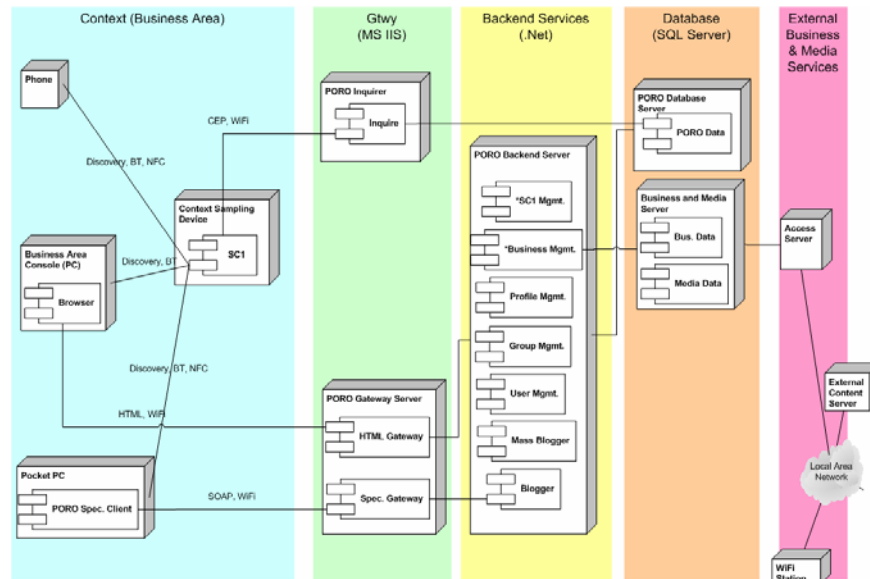 Context (Business Area)
Gtwy
(MS IIS)
Backend Services
(.Net)
Database
(SQL Server)
External
Business
& Media
Services
Phone
PORO Inquirer
Inquire
PORO Database
Server
PORO Data
CEP, WiFi
Discovery, BT, NFC
PORO Backend Server
*SC1 Mgmt.
*Business Mgmt.
Profile Mgmt.
Group Mgmt.
User Mgmt.
Mass Blogger
Blogger
Business and Media
Server
Bus. Data
Media Data
Access
Server
Context Sampling
Device
SC1
Business Area
Console (PC)
Browser
Discovery, BT
Discovery, BT, NFC
HTML, WiFi
PORO Gateway Server
HTML Gateway
Spec. Gateway
External
Content
Server
Local Area
Network
Pocket PC
PORO Spec. Client
SOAP, WiFi
WiFi
Station